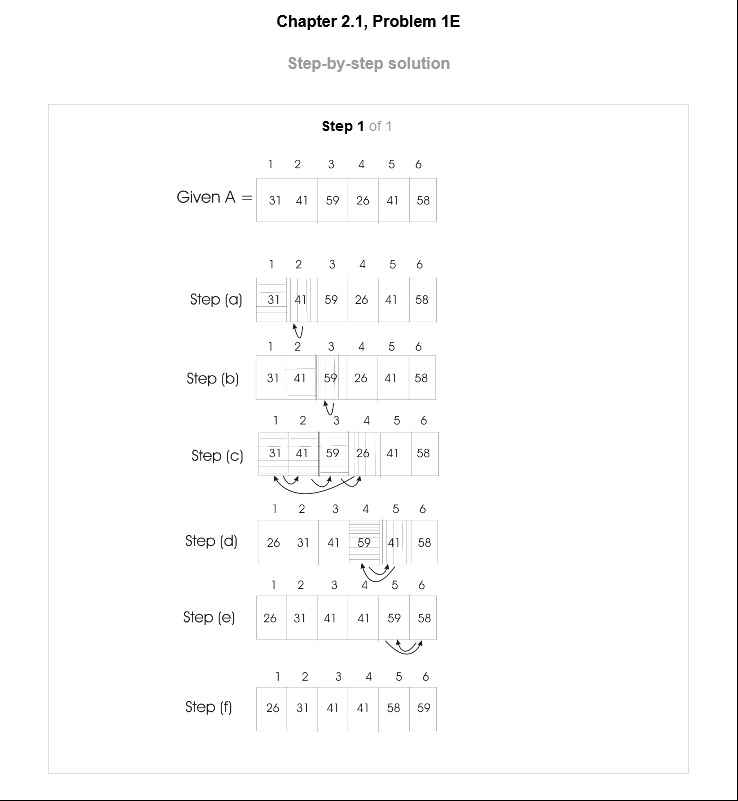 Chapter 2.1, Problem 1E
Step-by-step solution
Step 1 of 1
1 2 3 4 5 6
Given A = 31 41 59 26 41 58
1 2 3 4 5 6
Step (a) 31 41 59 26 41 58
1 2 3 4 5 6
Step (b) 31 41 59 26 41 58
1 2 3 4 5 6
Step (c) 31 41 59 26 41 58
1 2 3 4 5 6
Step (d) 26 31 41 59 41 58
1 2 3 4 5 6
Step (e) 26 31 41 41 59 58
1 2 3 4 5 6
Step (f) 26 31 41 41 58 59